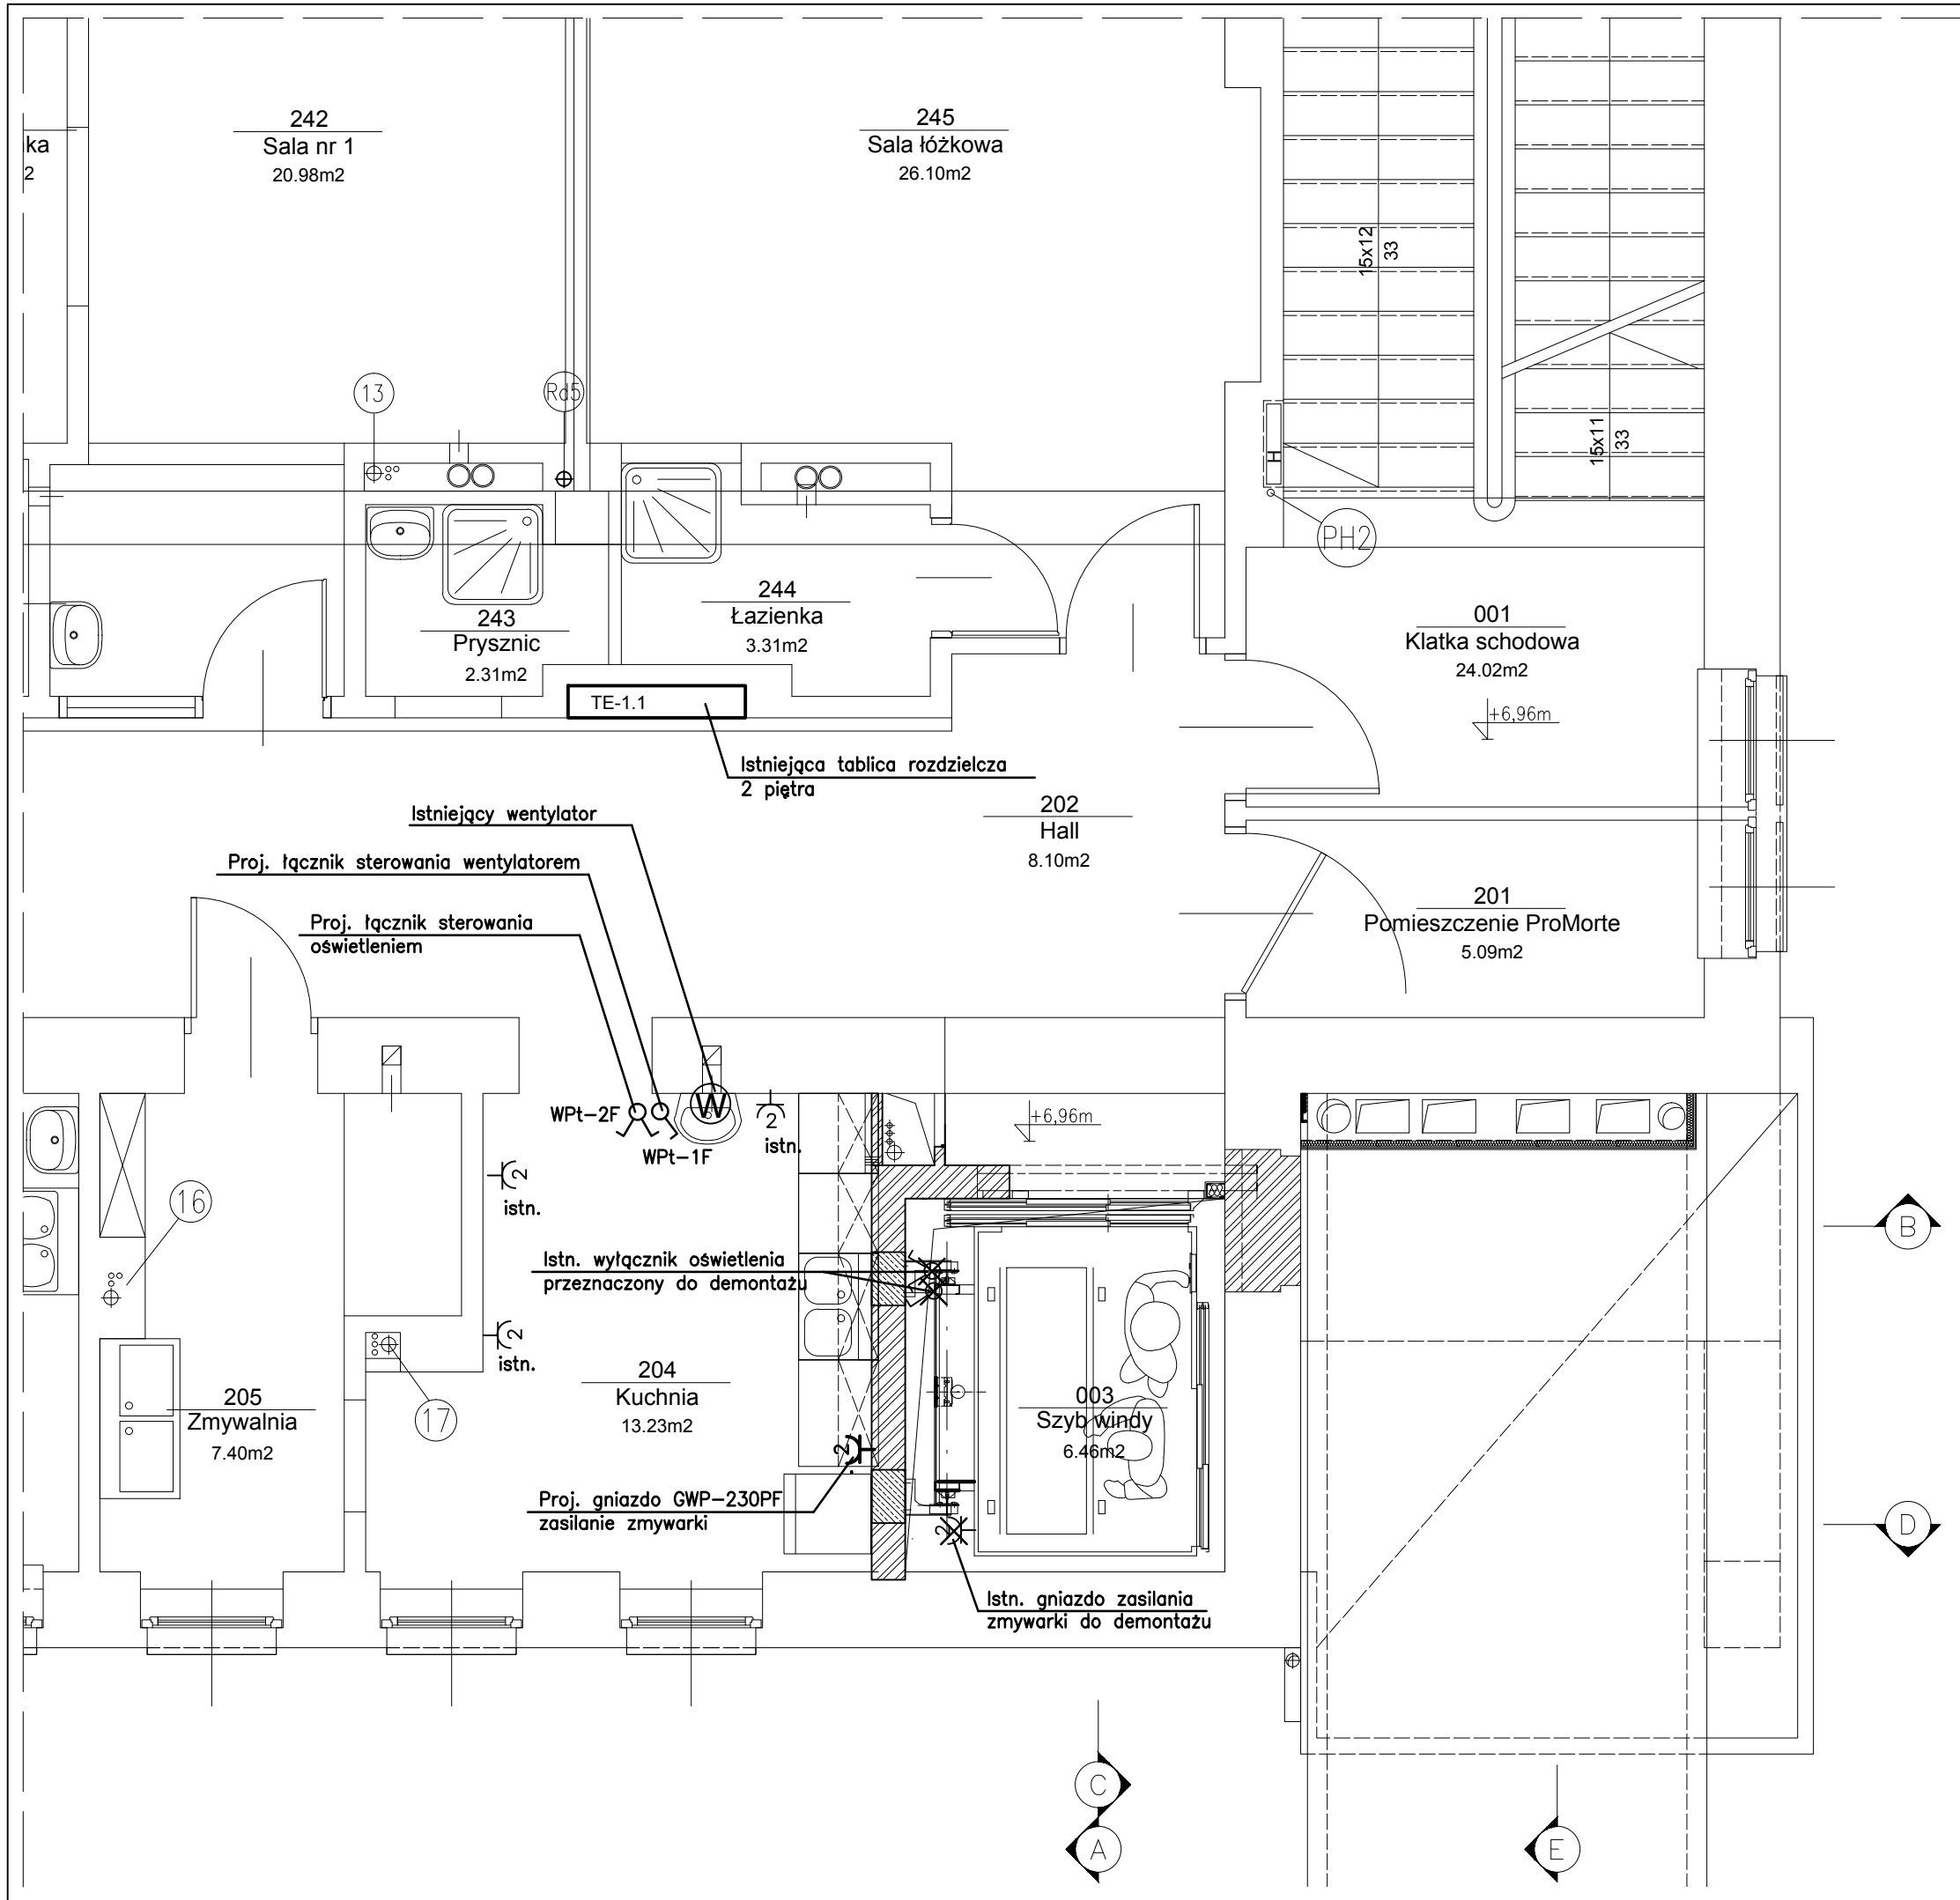 ka
2
242
Sala nr 1
20.98m2
245
Sala łóżkowa
26.10m2
15x12
33
15x11
33
13
Rd5
H
PH2
243
Prysznic
2.31m2
244
Łazienka
3.31m2
001
Klatka schodowa
24.02m2
+6,96m
TE-1.1
Istniejąca tablica rozdzielcza
2 piętra
Istniejący wentylator
Proj. łącznik sterowania wentylatorem
Proj. łącznik sterowania
oświetleniem
202
Hall
8.10m2
201
Pomieszczenie ProMorte
5.09m2
WPt-2F
W
WPt-1F
2
istn.
+6,96m
2
istn.
16
B
Istn. wyłącznik oświetlenia
przeznaczony do demontażu
2
istn.
204
Kuchnia
13.23m2
205
Zmywalnia
7.40m2
17
003
Szyb windy
6.46m2
2
Proj. gniazdo GWP-230PF
zasilanie zmywarki
2
D
Istn. gniazdo zasilania
zmywarki do demontażu
C
A
E